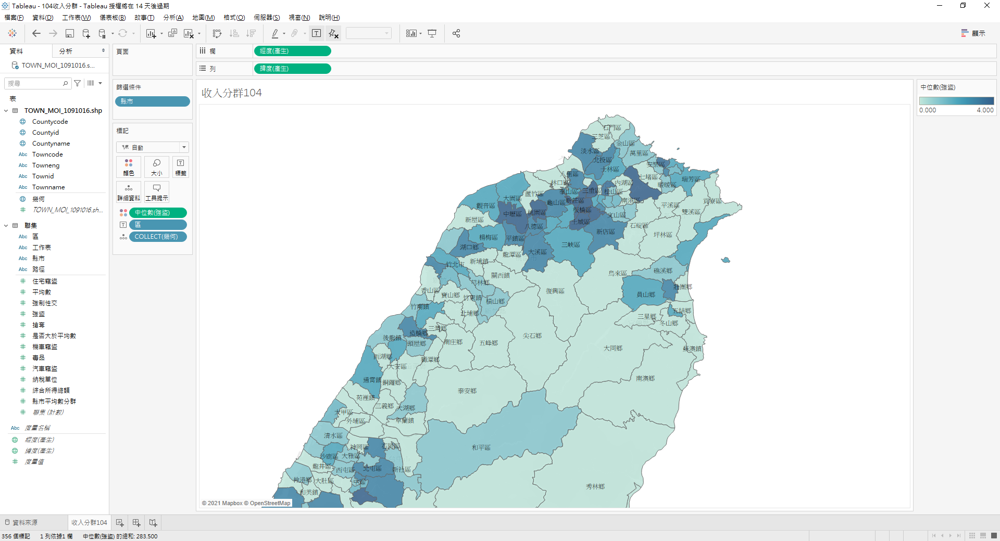 Tableau - 104收入分群 - Tableau 授權將在 14 天後過期
檔案(F) 資料(D) 工作表(W) 儀表板(B) 故事(T) 分析(A) 地圖(M) 格式(O) 伺服器(S) 視窗(N) 說明(H)
顯示
資料 分析
TOWN_MOI_1091016.s...
搜尋
表
TOWN_MOI_1091016.shp
Countycode
Countyid
Countyname
Abc Towncode
Abc Towneng
Abc Townid
Abc Townname
幾何
TOWN_MOI_1091016.sh...
聯集
Abc 區
Abc 工作表
Abc 縣市
Abc 路徑
住宅竊盜
平均數
強制性交
強盜
搶奪
是否大於平均數
機車竊盜
毒品
汽車竊盜
納稅單位
綜合所得總額
縣市平均數分群
聯集 (計數)
Abc 度量名稱
經度(產生)
緯度(產生)
度量值
頁面
篩選條件
縣市
標記
自動
顏色 大小 標籤
詳細資料 工具提示
中位數(強盜)
區
COLLECT(幾何)
欄 經度(產生)
列 緯度(產生)
收入分群104
石門區
三芝區
金山區
淡水區
萬里區
北投區
安樂區
士林區
八里區
七堵區
瑞芳區
林口區
內湖區
暖暖區
泰山區
三重區
松山區
蘆竹區
大園區
龜山區
新莊區
南港區
貢寮區
觀音區
平溪區
中壢區
桃園區
板橋區
文山區
雙溪區
新屋區
土城區
八德區
石碇區
新店區
坪林區
楊梅區
平鎮區
三峽區
湖口鄉
龍潭區
大溪區
新埔鎮
竹北市
關西鎮
烏來區
礁溪鄉
芎林鄉
壯圍鄉
香山區
寶山鄉
竹東鎮
橫山鄉
復興區
員山鄉
竹南鎮
北埔鄉
五結鄉
三星鄉
冬山鄉
造橋鄉
三灣鄉
後龍鎮
頭屋鄉
南庄鄉
五峰鄉
尖石鄉
大同鄉
蘇澳鎮
西湖鄉
獅潭鄉
大安區
通霄鎮
銅鑼鄉
南澳鄉
泰安鄉
苑裡鎮
三義鄉
大湖鄉
大甲區
外埔區
卓蘭鎮
清水區
神岡區
石岡區
和平區
沙鹿區
大雅區
龍井區
西屯區
北屯區
新社區
伸港鄉
大肚區
中區
秀林鄉
和美鎮
© 2021 Mapbox © OpenStreetMap
中位數(強盜)
0.000 4.000
資料來源 收入分群104
356 個標記 1 列依據1 欄 中位數(強盜) 的總和: 283.500